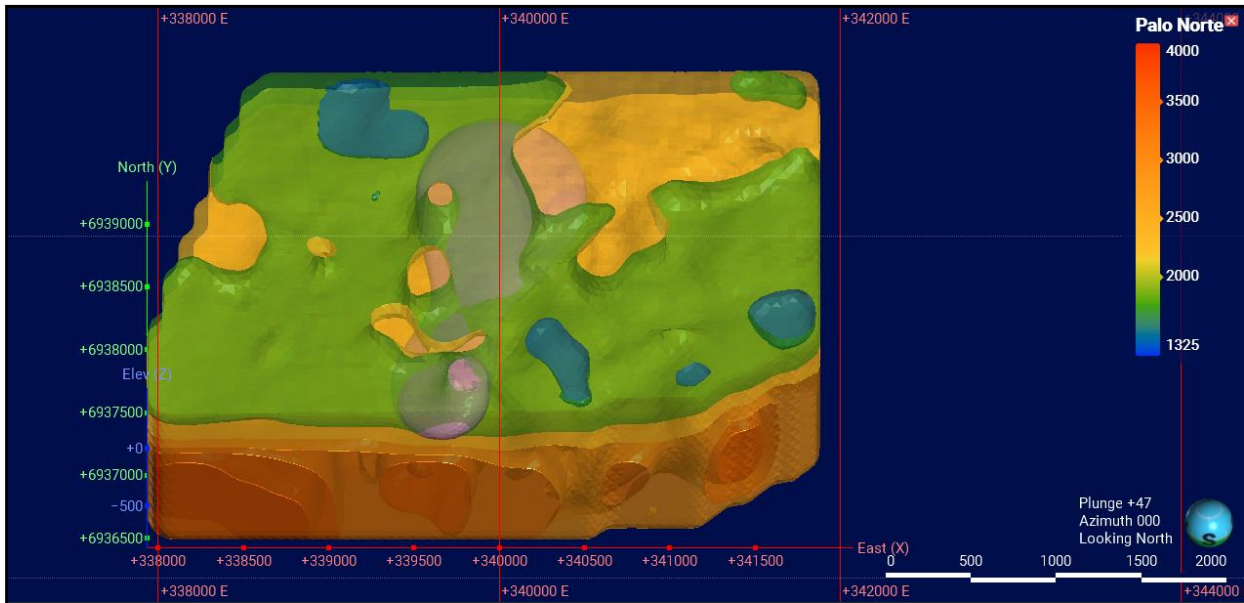 +338000 E
+340000 E
+342000 E
+344000
Palo Norte
4000
3500
3000
2500
2000
1325
North (Y)
+6939000
+6938500
+6938000
Elev (Z)
+6937500
+0
+6937000
-500
+6936500
+338000
+338500
+339000
+339500
+340000
+340500
+341000
+341500
East (X)
Plunge +47
Azimuth 000
Looking North
S
0
500
1000
1500
2000
+338000 E
+340000 E
+342000 E
+344000